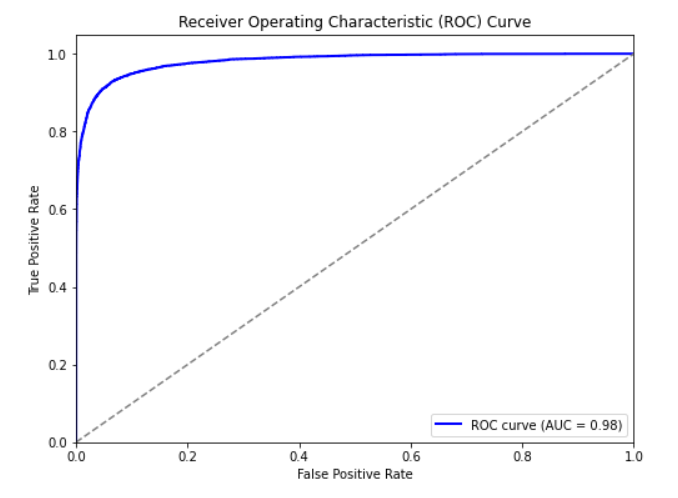 Receiver Operating Characteristic (ROC) Curve
1.0
0.8
0.6
0.4
0.2
0.0
True Positive Rate
0.0 0.2 0.4 0.6 0.8 1.0
False Positive Rate
ROC curve (AUC = 0.98)